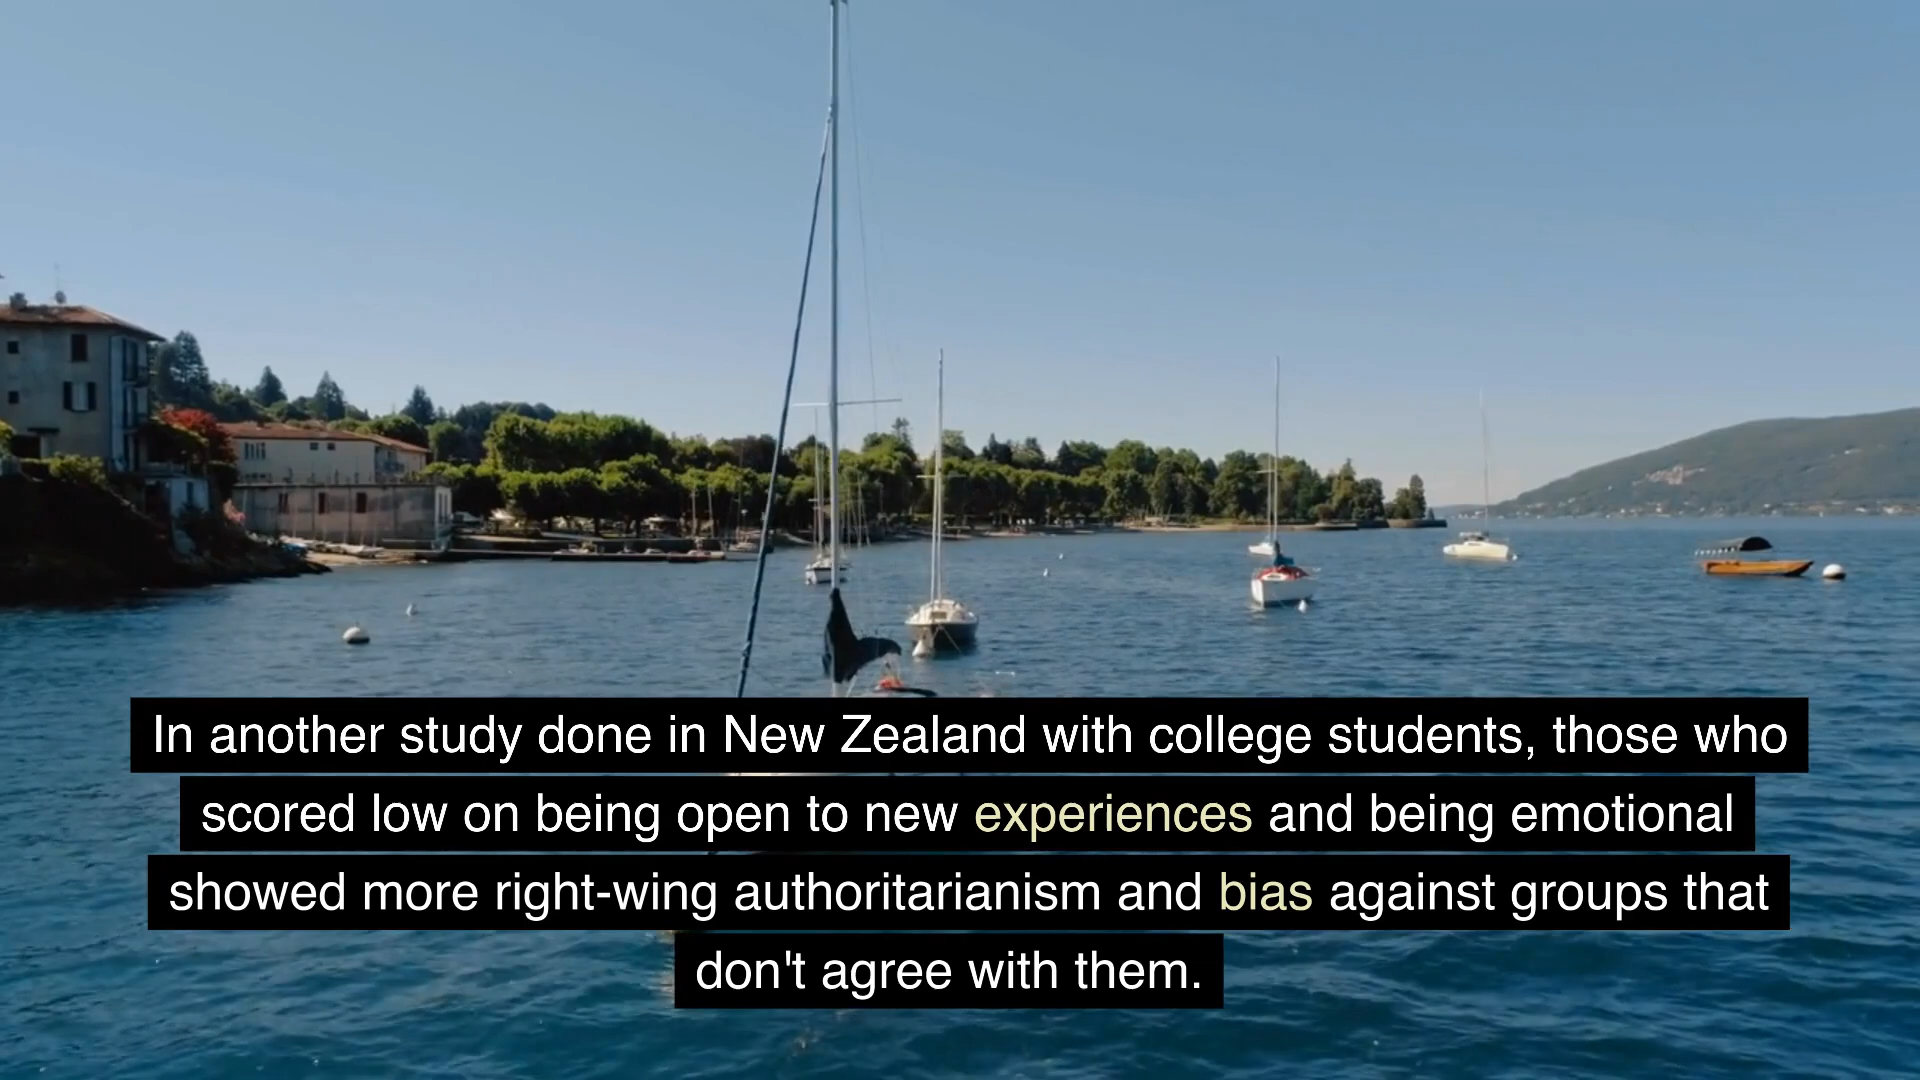 In another study done in New Zealand with college students, those who
scored low on being open to new experiences and being emotional
showed more right-wing authoritarianism and bias against groups that
don't agree with them.